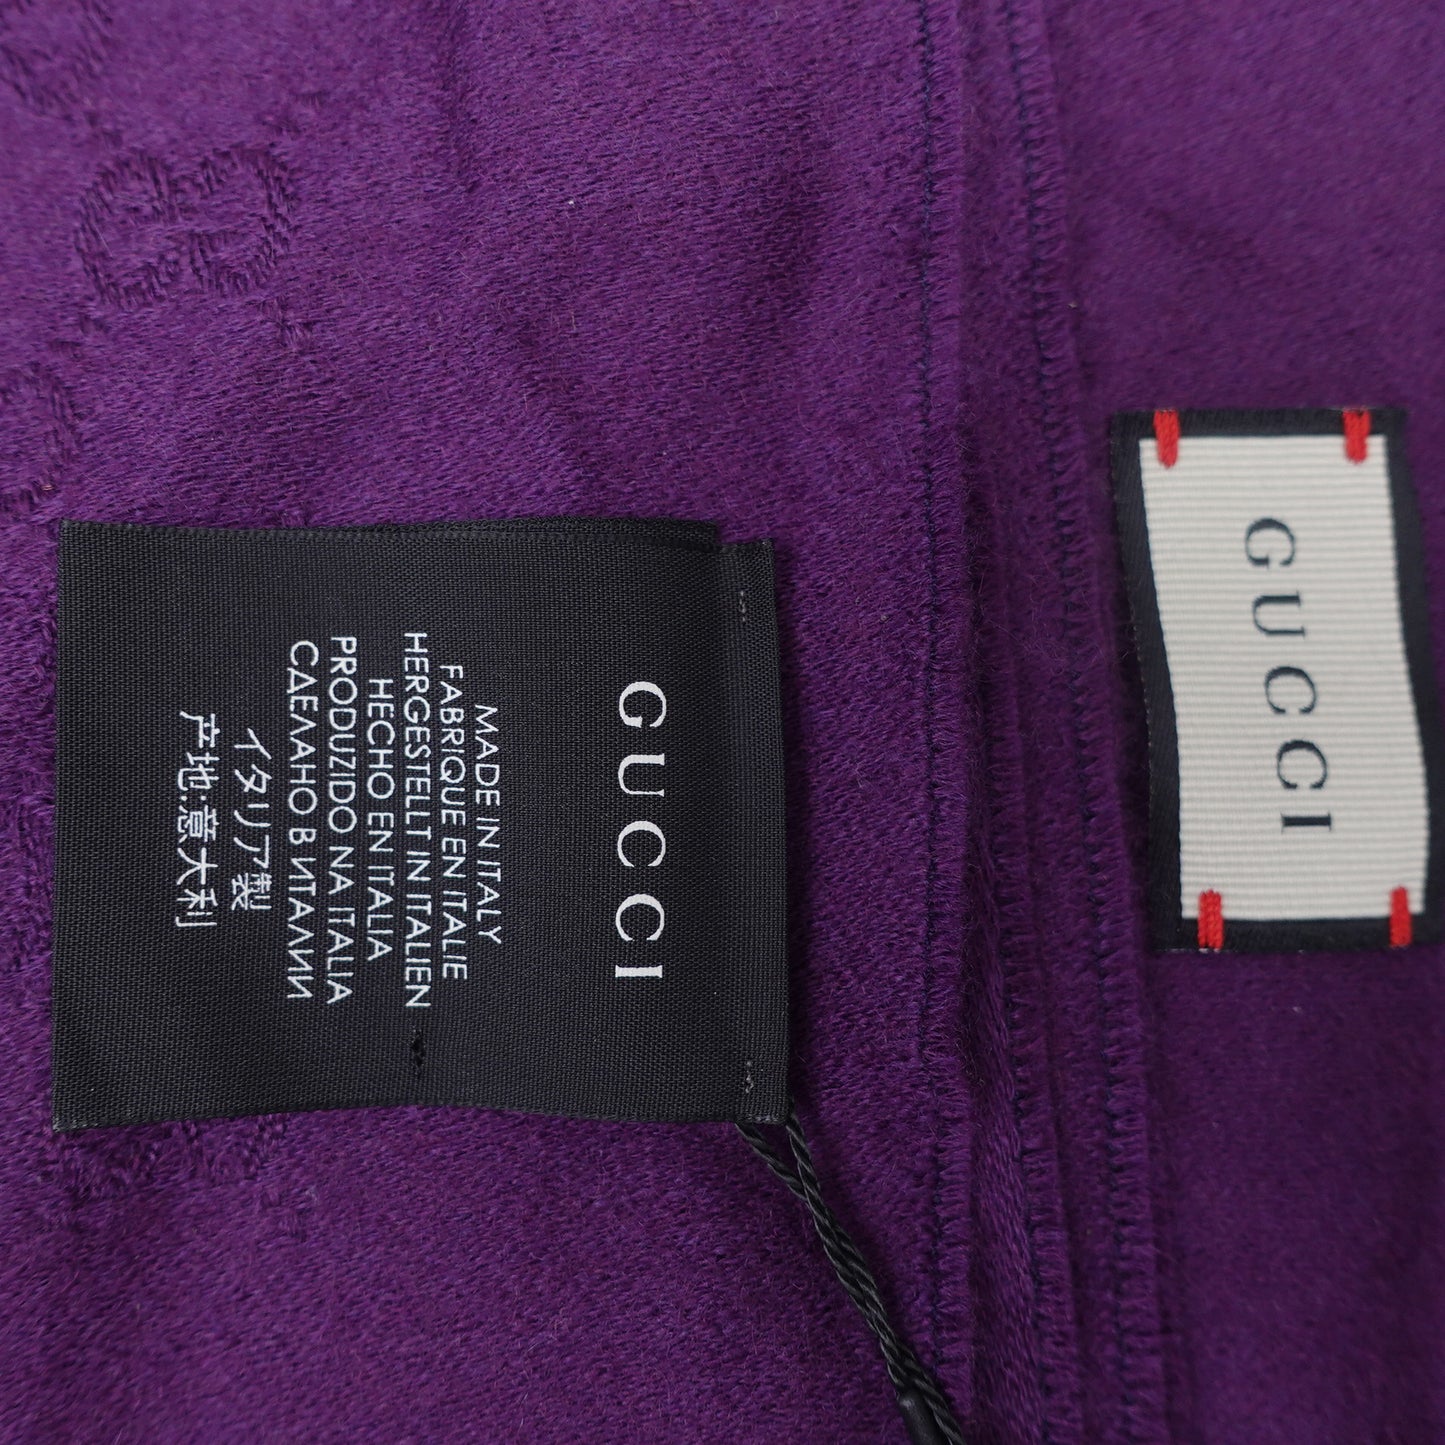 GUCCI
MADE IN ITALY
FABRIQUE EN ITALIE
HERGESTELLT IN ITALIEN
HECHO EN ITALIA
PRODUZIDO NA ITALIA
СДЕЛАНО В ИТАЛИИ
イタリア製
产地:意大利
GUCCI